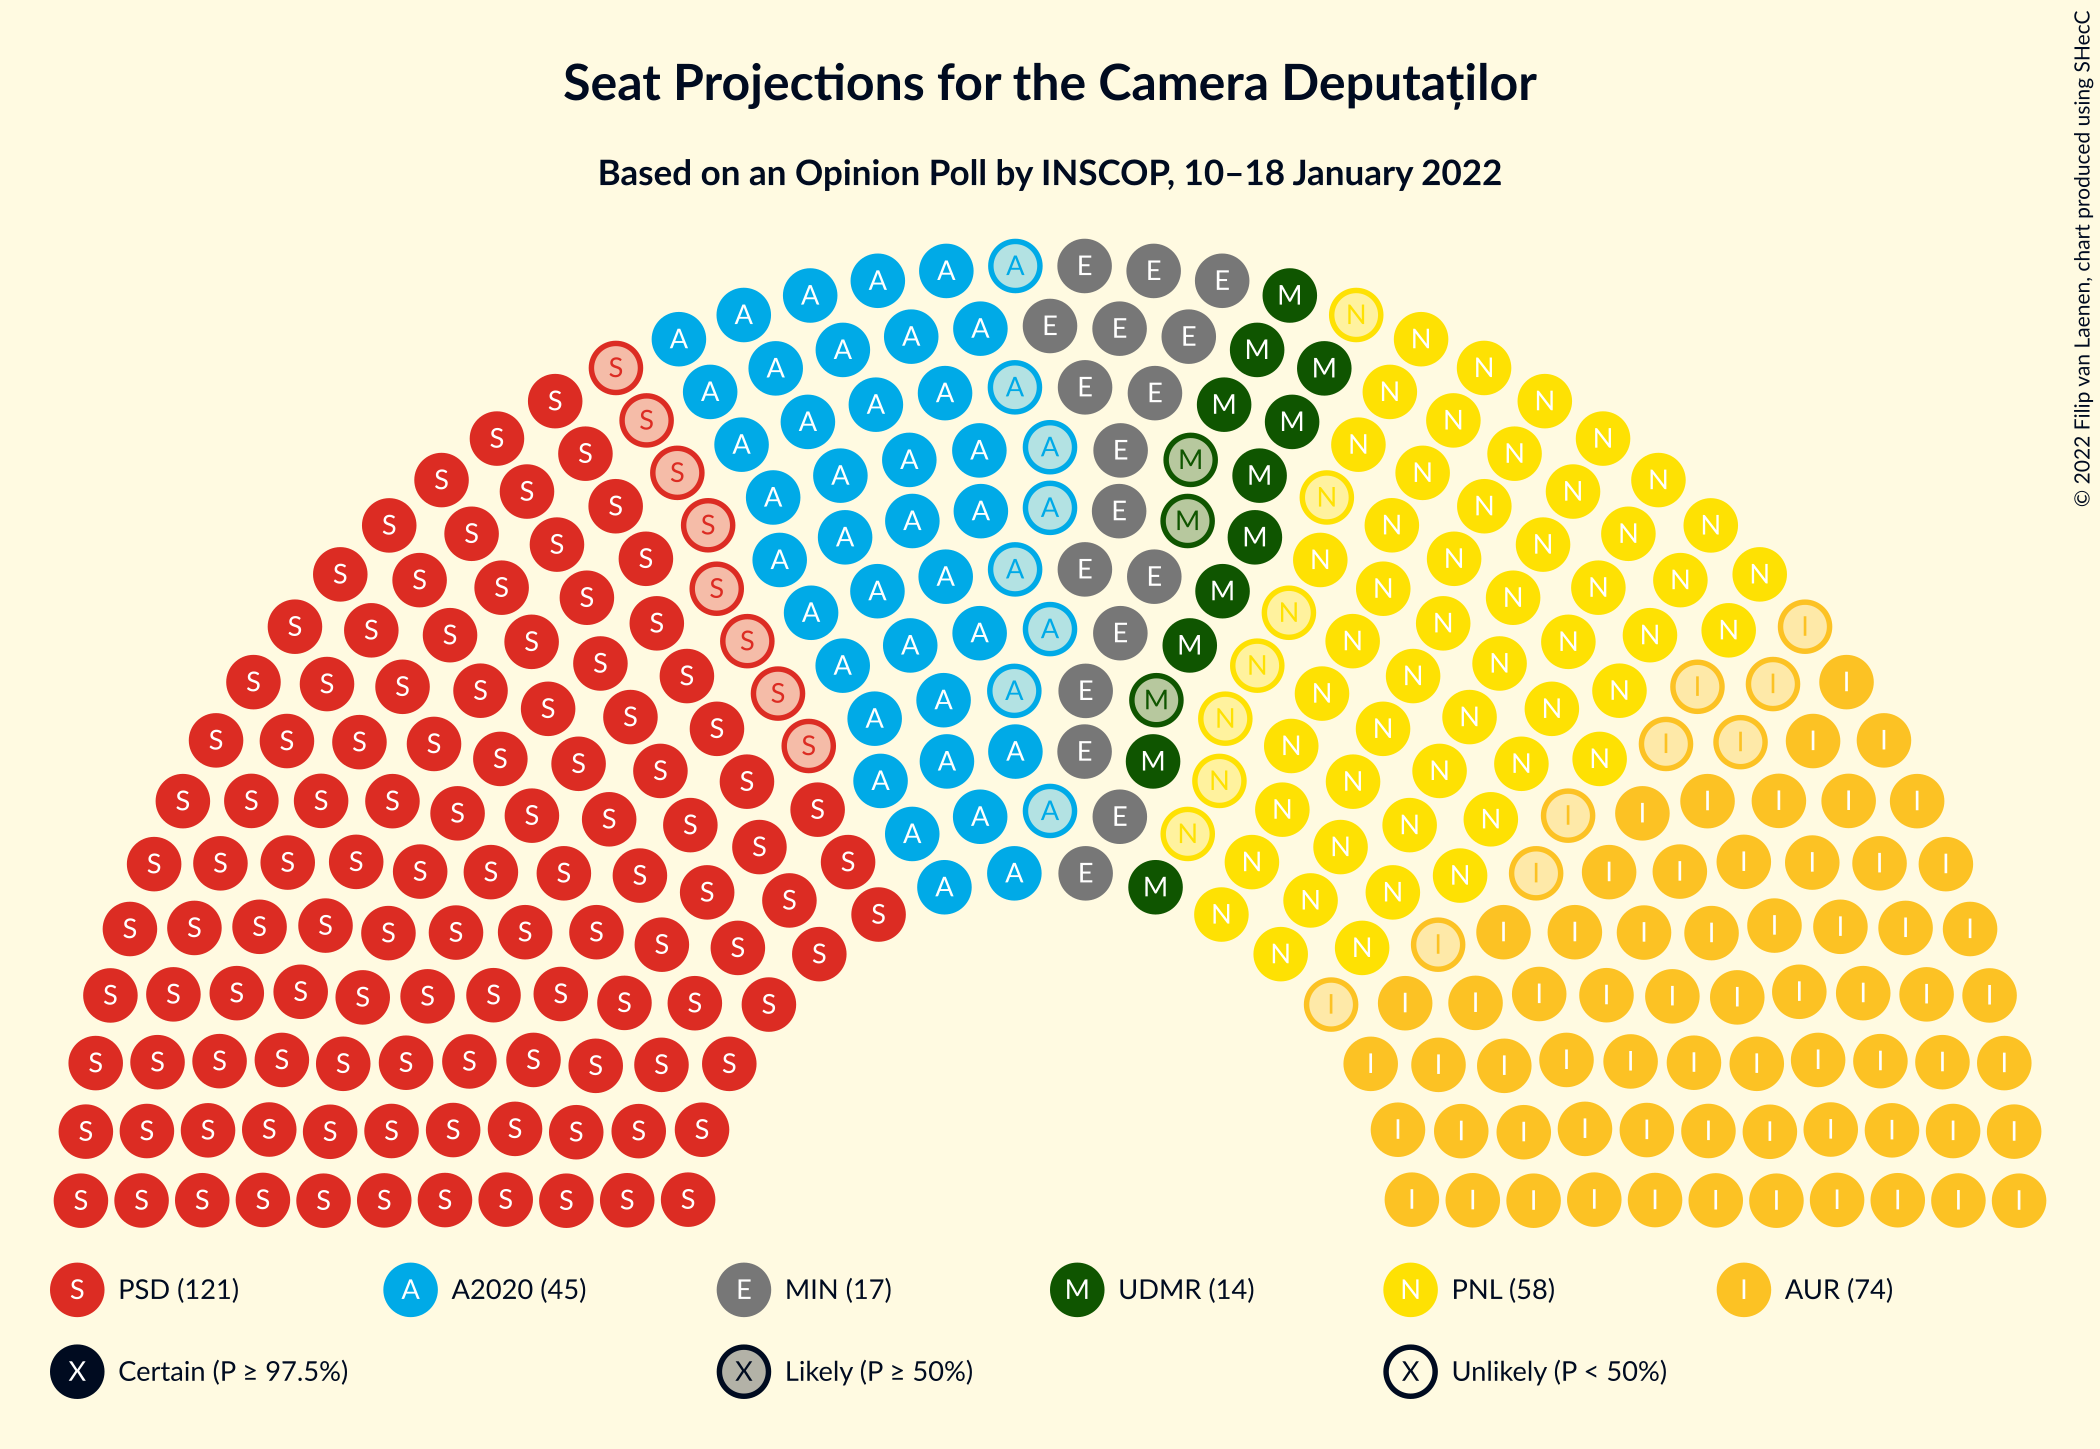 Seat Projections for the Camera Deputaților
Based on an Opinion Poll by INSCOP, 10–18 January 2022
© 2022 Filip van Laenen, chart produced using SHecC
S PSD (121) A A2020 (45) E MIN (17) M UDMR (14) N PNL (58) I AUR (74)
X Certain (P ≥ 97.5%) X Likely (P ≥ 50%) X Unlikely (P < 50%)